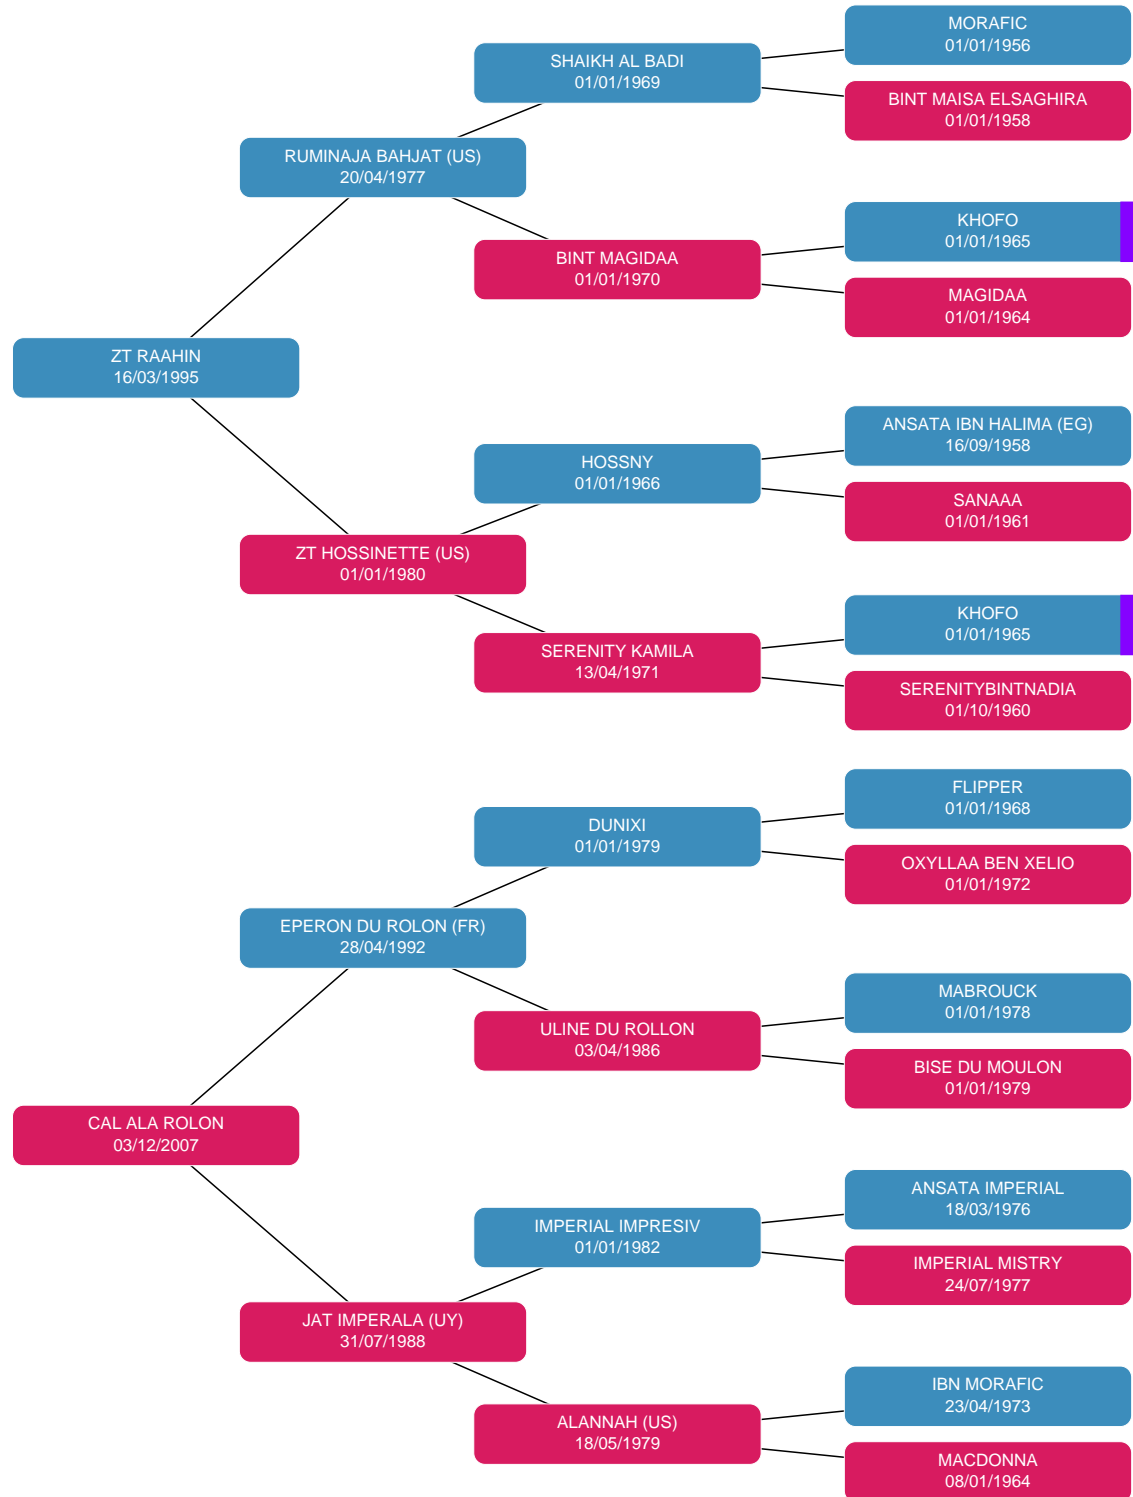 MORAFIC
01/01/1956
SHAIKH AL BADI
01/01/1969
BINT MAISA ELSAGHIRA
01/01/1958
RUMINAJA BAHJAT (US)
20/04/1977
KHOFO
01/01/1965
BINT MAGIDAA
01/01/1970
MAGIDAA
01/01/1964
ZT RAAHIN
16/03/1995
ANSATA IBN HALIMA (EG)
16/09/1958
HOSSNY
01/01/1966
SANAAA
01/01/1961
ZT HOSSINETTE (US)
01/01/1980
KHOFO
01/01/1965
SERENITY KAMILA
13/04/1971
SERENITYBINTNADIA
01/10/1960
FLIPPER
01/01/1968
DUNIXI
01/01/1979
OXYLLAA BEN XELIO
01/01/1972
EPERON DU ROLON (FR)
28/04/1992
MABROUCK
01/01/1978
ULINE DU ROLLON
03/04/1986
BISE DU MOULON
01/01/1979
CAL ALA ROLON
03/12/2007
ANSATA IMPERIAL
18/03/1976
IMPERIAL IMPRESIV
01/01/1982
IMPERIAL MISTRY
24/07/1977
JAT IMPERALA (UY)
31/07/1988
IBN MORAFIC
23/04/1973
ALANNAH (US)
18/05/1979
MACDONNA
08/01/1964